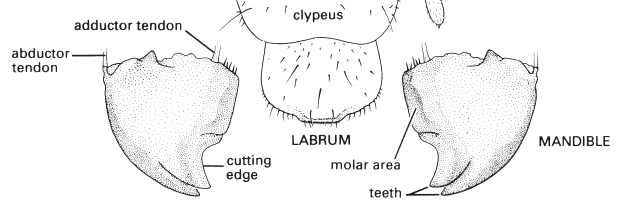 clypeus
adductor tendon
abductor
tendon
LABRUM
MANDIBLE
cutting
edge
molar area
teeth